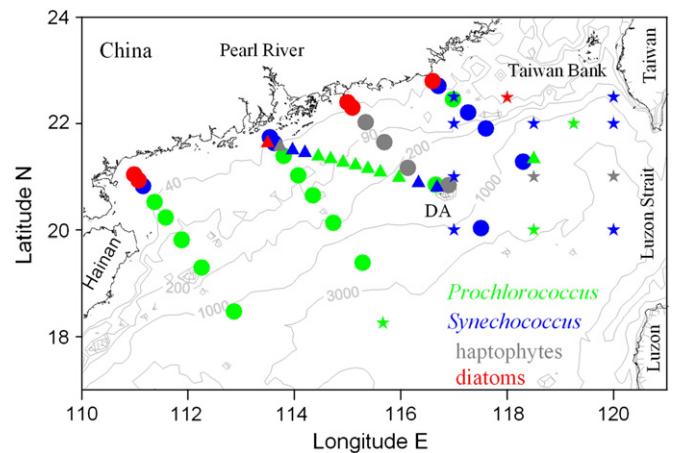 24
22
20
18
Latitude N
China
Pearl River
Taiwan Bank
Taiwan
Luzon Strait
Luzon
Hainan
90
40
200
1000
200
1000
3000
DA
Prochlorococcus
Synechococcus
haptophytes
diatoms
110 112 114 116 118 120
Longitude E